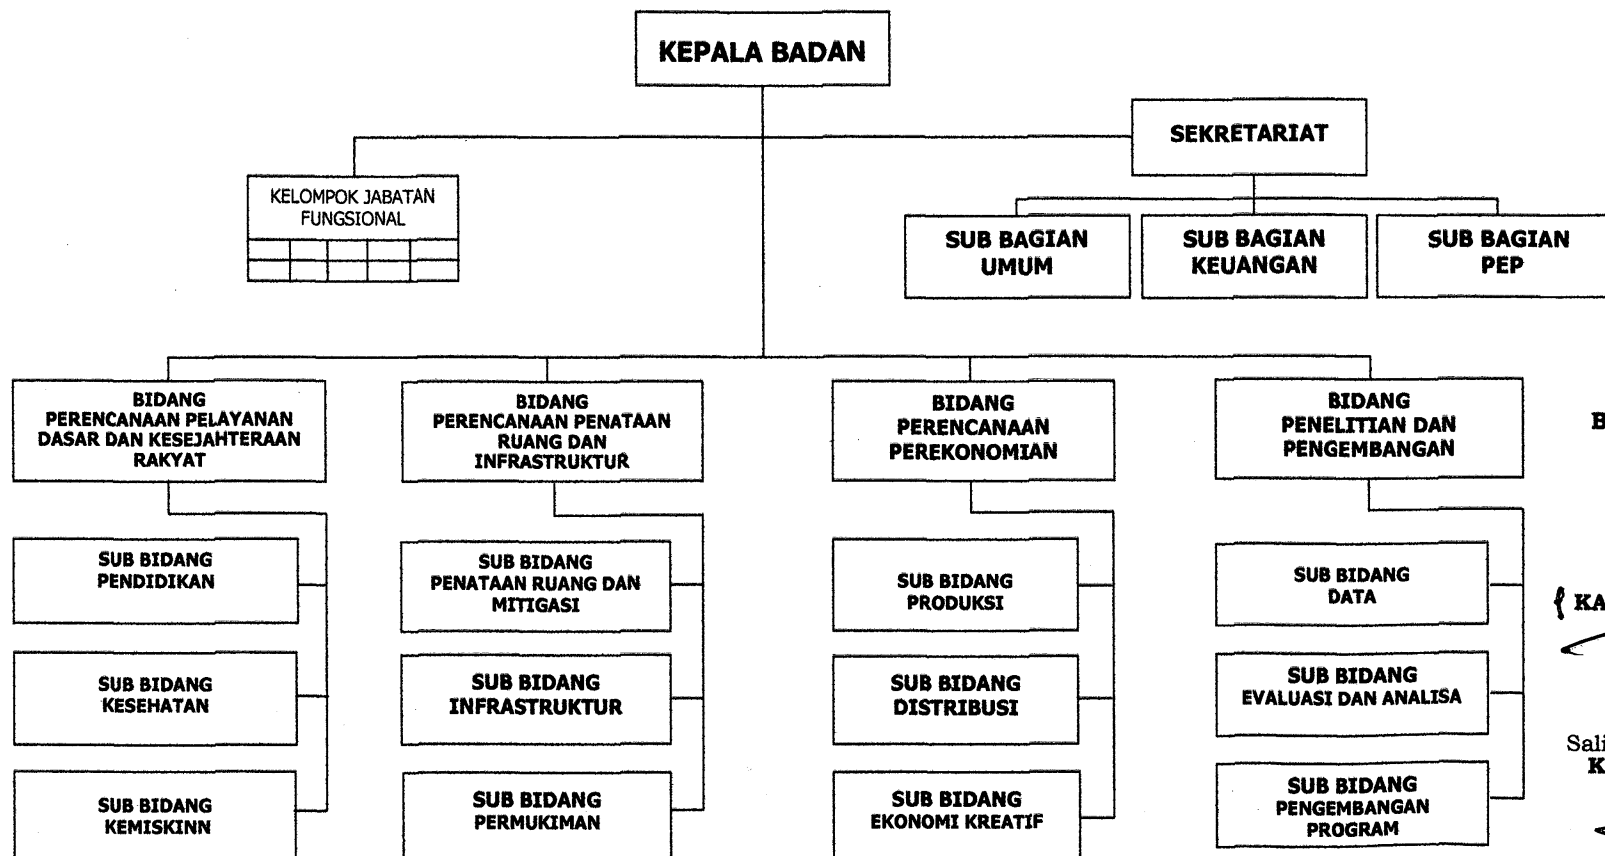 KEPALA BADAN
SEKRETARIAT
KELOMPOK JABATAN
FUNGSIONAL
SUB BAGIAN
UMUM
SUB BAGIAN
KEUANGAN
SUB BAGIAN
PEP
BIDANG
PERENCANAAN PELAYANAN
DASAR DAN KESEJAHTERAAN
RAKYAT
BIDANG
PERENCANAAN PENATAAN
RUANG DAN
INFRASTRUKTUR
BIDANG
PERENCANAAN
PEREKONOMIAN
BIDANG
PENELITIAN DAN
PENGEMBANGAN
B
SUB BIDANG
PENDIDIKAN
SUB BIDANG
PENATAAN RUANG DAN
MITIGASI
SUB BIDANG
PRODUKSI
SUB BIDANG
DATA
KA
SUB BIDANG
KESEHATAN
SUB BIDANG
INFRASTRUKTUR
SUB BIDANG
DISTRIBUSI
SUB BIDANG
EVALUASI DAN ANALISA
Sali
K
SUB BIDANG
KEMISKINN
SUB BIDANG
PERMUKIMAN
SUB BIDANG
EKONOMI KREATIF
SUB BIDANG
PENGEMBANGAN
PROGRAM